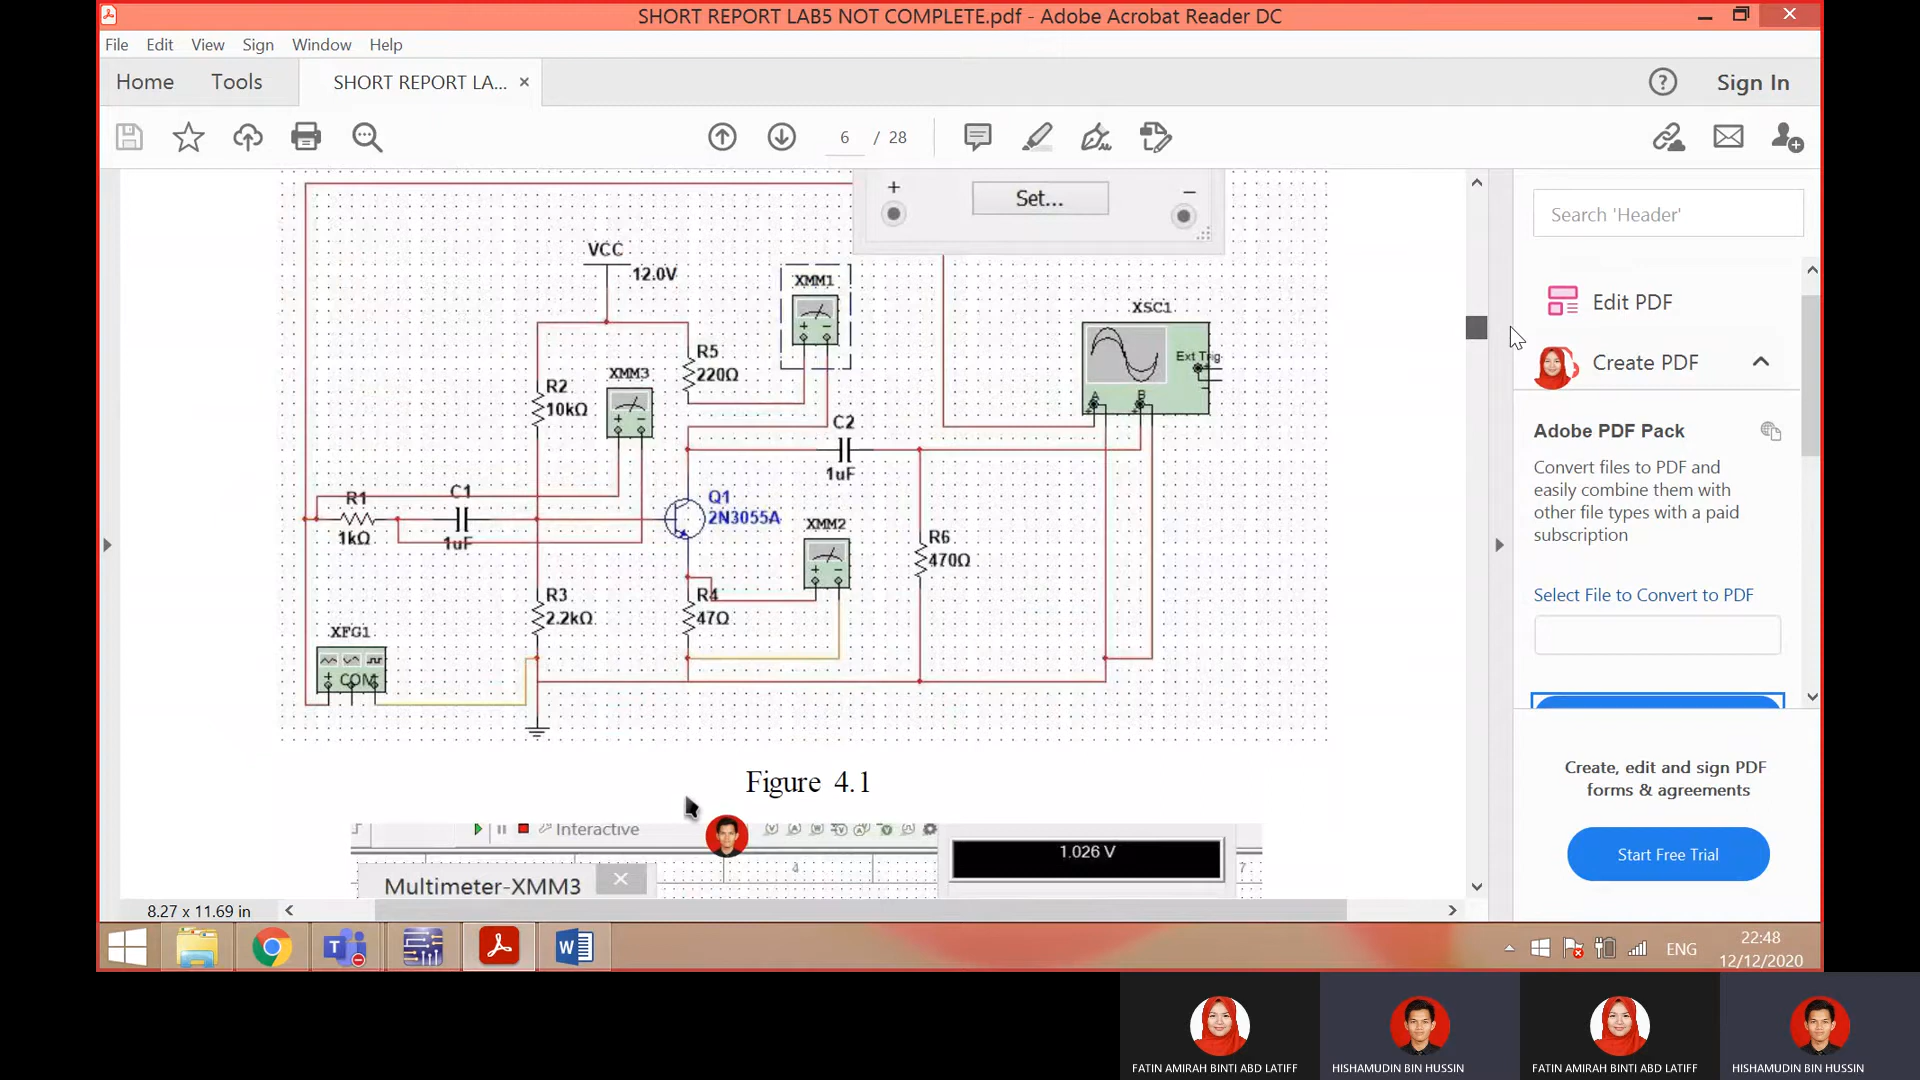 SHORT REPORT LAB5 NOT COMPLETE.pdf - Adobe Acrobat Reader DC
File Edit View Sign Window Help
Home Tools SHORT REPORT LA... × Sign In
6 / 28
+ Set... −
Search 'Header'
VCC
12.0V
XMM1
XSC1
Edit PDF
R5
220Ω
Ext Trig
Create PDF
XMM3
R2
10kΩ
A B
C2
1uF
Adobe PDF Pack
Convert files to PDF and
easily combine them with
other file types with a paid
subscription
R1
1kΩ
C1
1uF
Q1
2N3055A
XMM2
R6
470Ω
R3
2.2kΩ
R4
47Ω
Select File to Convert to PDF
XFG1
COM
Figure 4.1
Create, edit and sign PDF
forms & agreements
Start Free Trial
Interactive
1.026 V
4
7
Multimeter-XMM3
8.27 x 11.69 in
ENG
22:48
12/12/2020
FATIN AMIRAH BINTI ABD LATIFF HISHAMUDIN BIN HUSSIN FATIN AMIRAH BINTI ABD LATIFF HISHAMUDIN BIN HUSSIN